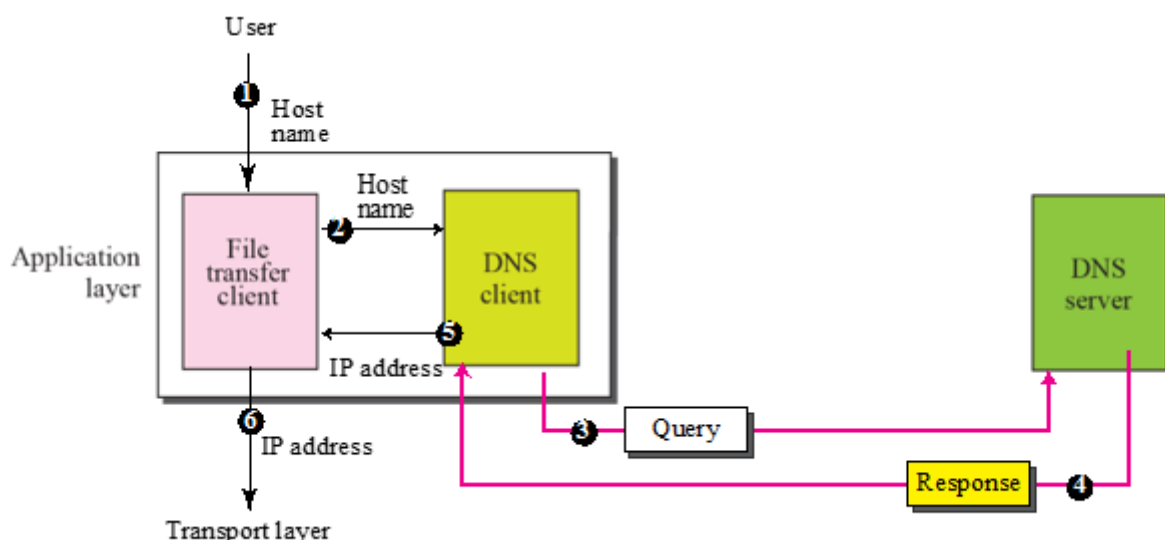 User
1
Host
name
Application
layer
File
transfer
client
2
Host
name
DNS
client
5
IP address
DNS
server
3
Query
Response
4
6
IP address
Transport layer